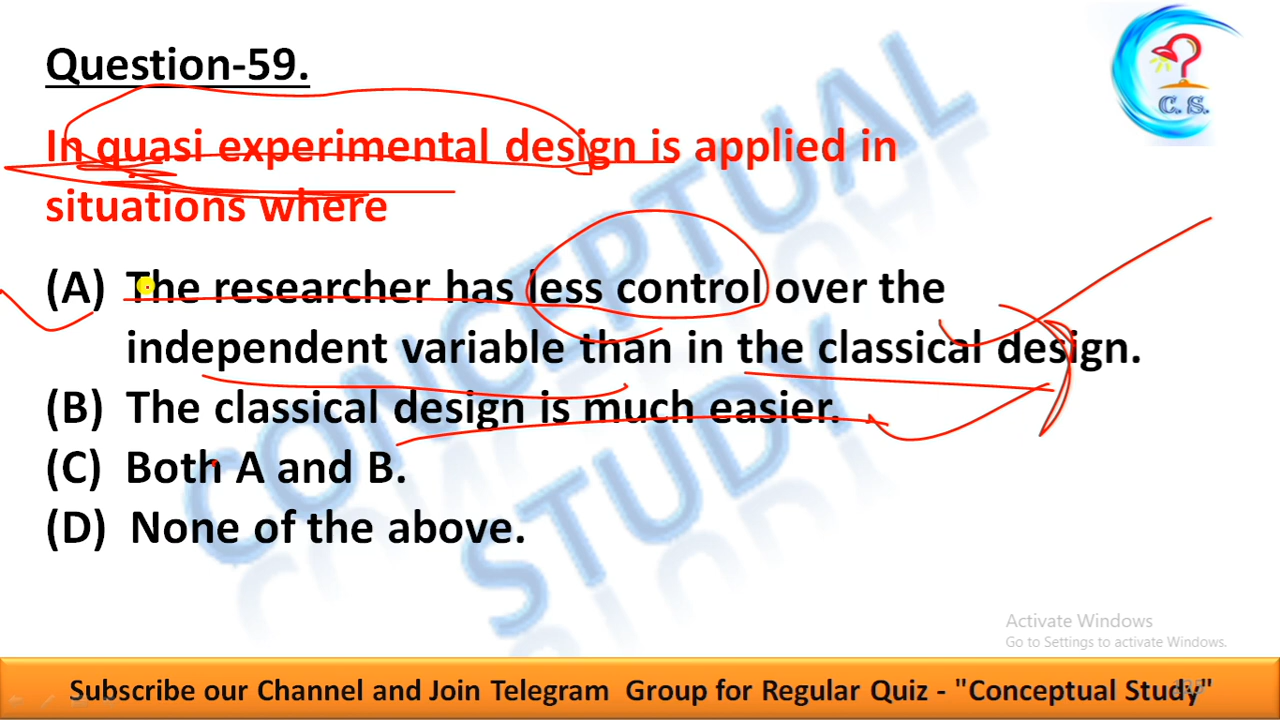 C. S.
Question-59.
In quasi experimental design is applied in
situations where
(A) The researcher has less control over the
independent variable than in the classical design.
(B) The classical design is much easier.
(C) Both A and B.
(D) None of the above.
CONCEPTUAL
STUDY
Activate Windows
Go to Settings to activate Windows.
Subscribe our Channel and Join Telegram Group for Regular Quiz - "Conceptual Study"